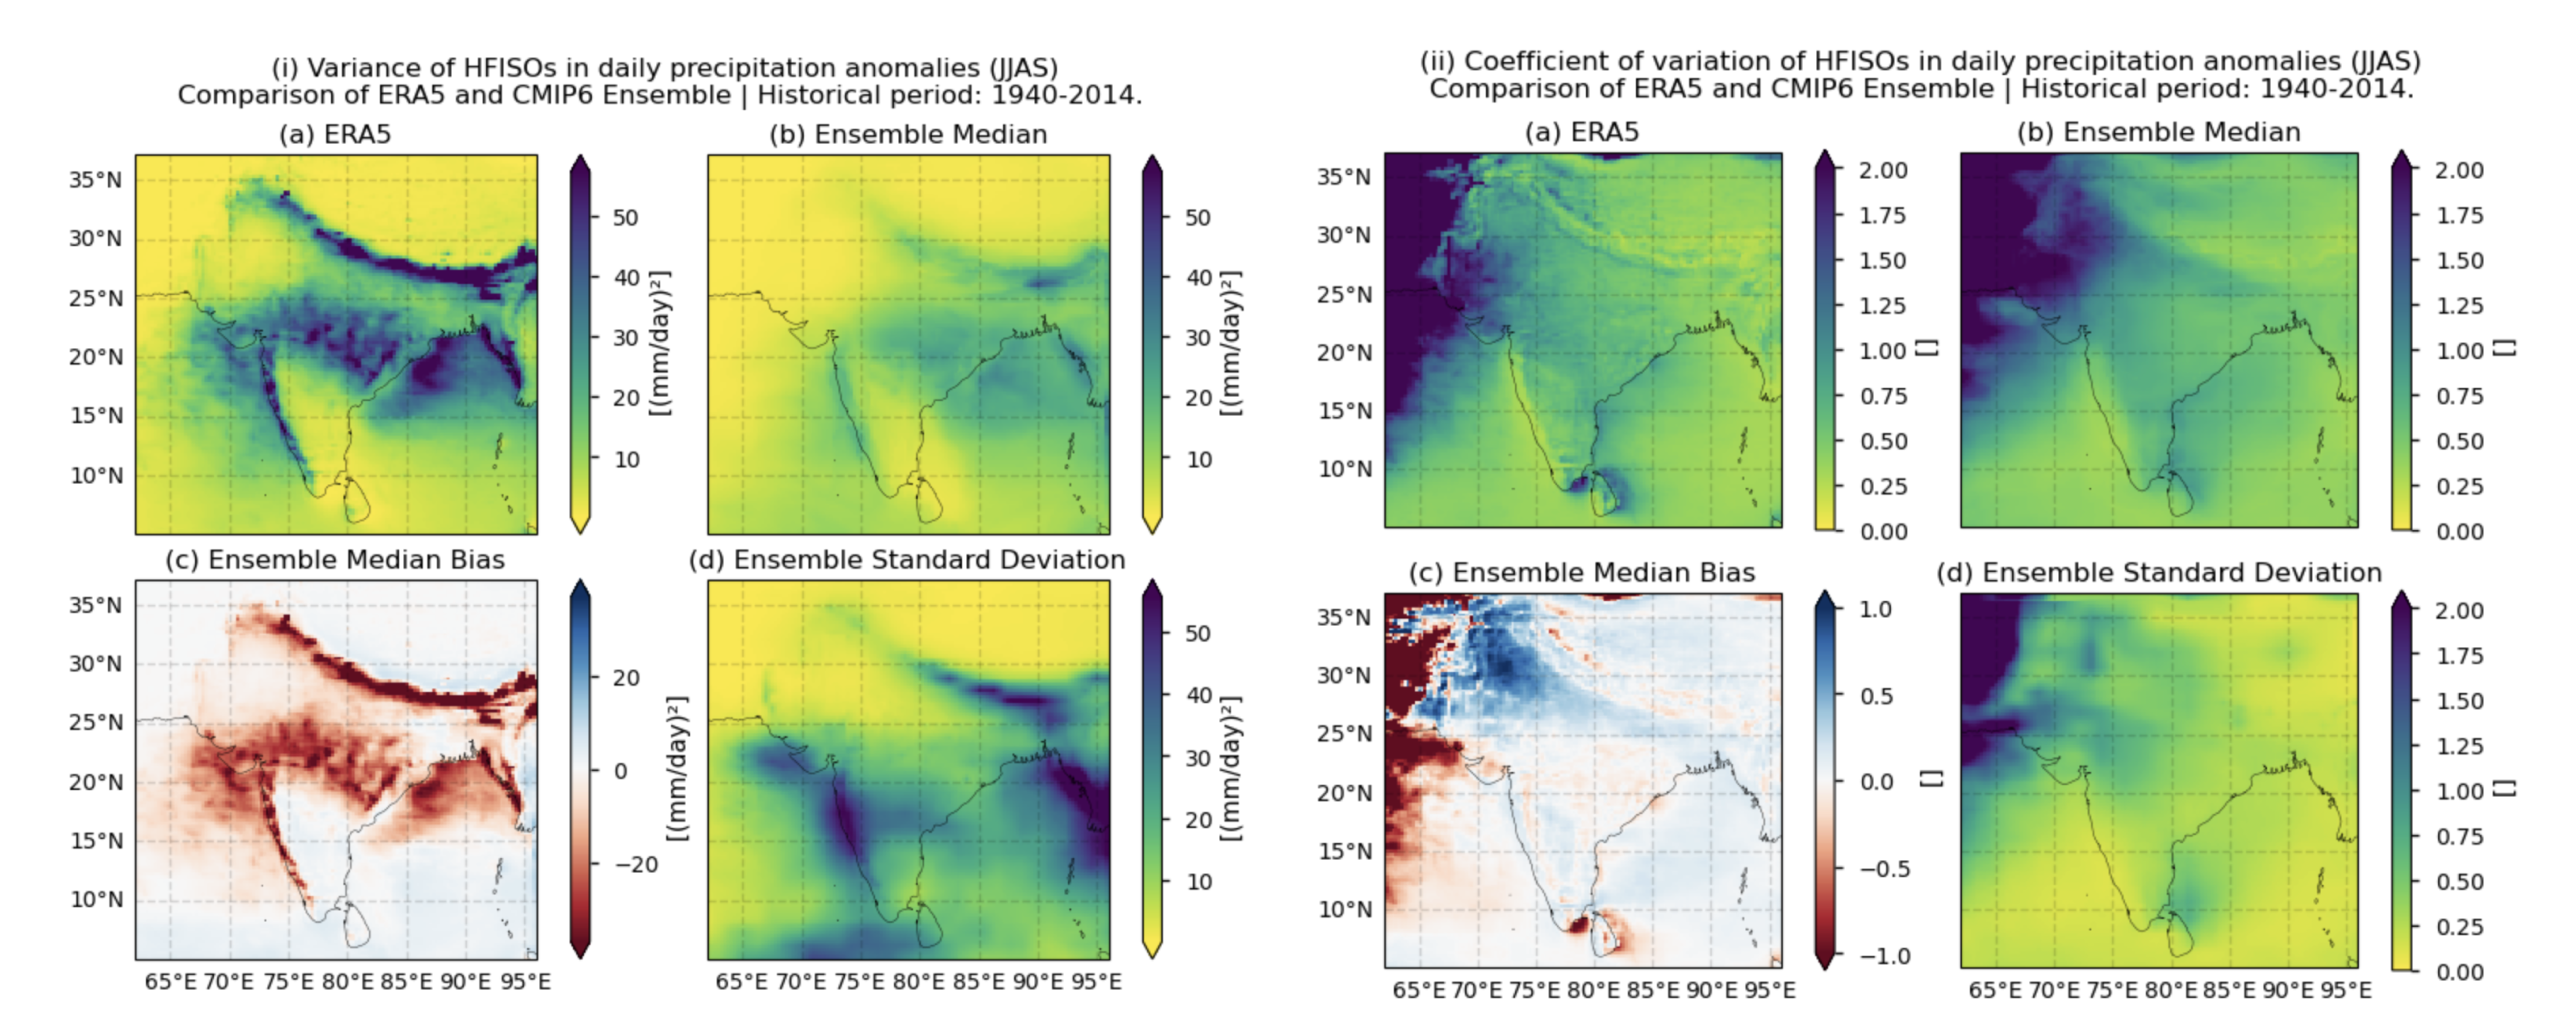 (i) Variance of HFISOs in daily precipitation anomalies (JJAS)
Comparison of ERA5 and CMIP6 Ensemble | Historical period: 1940-2014.
(a) ERA5
(b) Ensemble Median
35°N
30°N
25°N
20°N
15°N
10°N
50
40
30
20
10
[(mm/day)²]
50
40
30
20
10
[(mm/day)²]
(c) Ensemble Median Bias
(d) Ensemble Standard Deviation
35°N
30°N
25°N
20°N
15°N
10°N
65°E 70°E 75°E 80°E 85°E 90°E 95°E
20
0
−20
[(mm/day)²]
65°E 70°E 75°E 80°E 85°E 90°E 95°E
50
40
30
20
10
[(mm/day)²]
(ii) Coefficient of variation of HFISOs in daily precipitation anomalies (JJAS)
Comparison of ERA5 and CMIP6 Ensemble | Historical period: 1940-2014.
(a) ERA5
(b) Ensemble Median
35°N
30°N
25°N
20°N
15°N
10°N
2.00
1.75
1.50
1.25
1.00
0.75
0.50
0.25
0.00
[]
2.00
1.75
1.50
1.25
1.00
0.75
0.50
0.25
0.00
[]
(c) Ensemble Median Bias
(d) Ensemble Standard Deviation
35°N
30°N
25°N
20°N
15°N
10°N
65°E 70°E 75°E 80°E 85°E 90°E 95°E
1.0
0.5
0.0
−0.5
−1.0
[]
65°E 70°E 75°E 80°E 85°E 90°E 95°E
2.00
1.75
1.50
1.25
1.00
0.75
0.50
0.25
0.00
[]